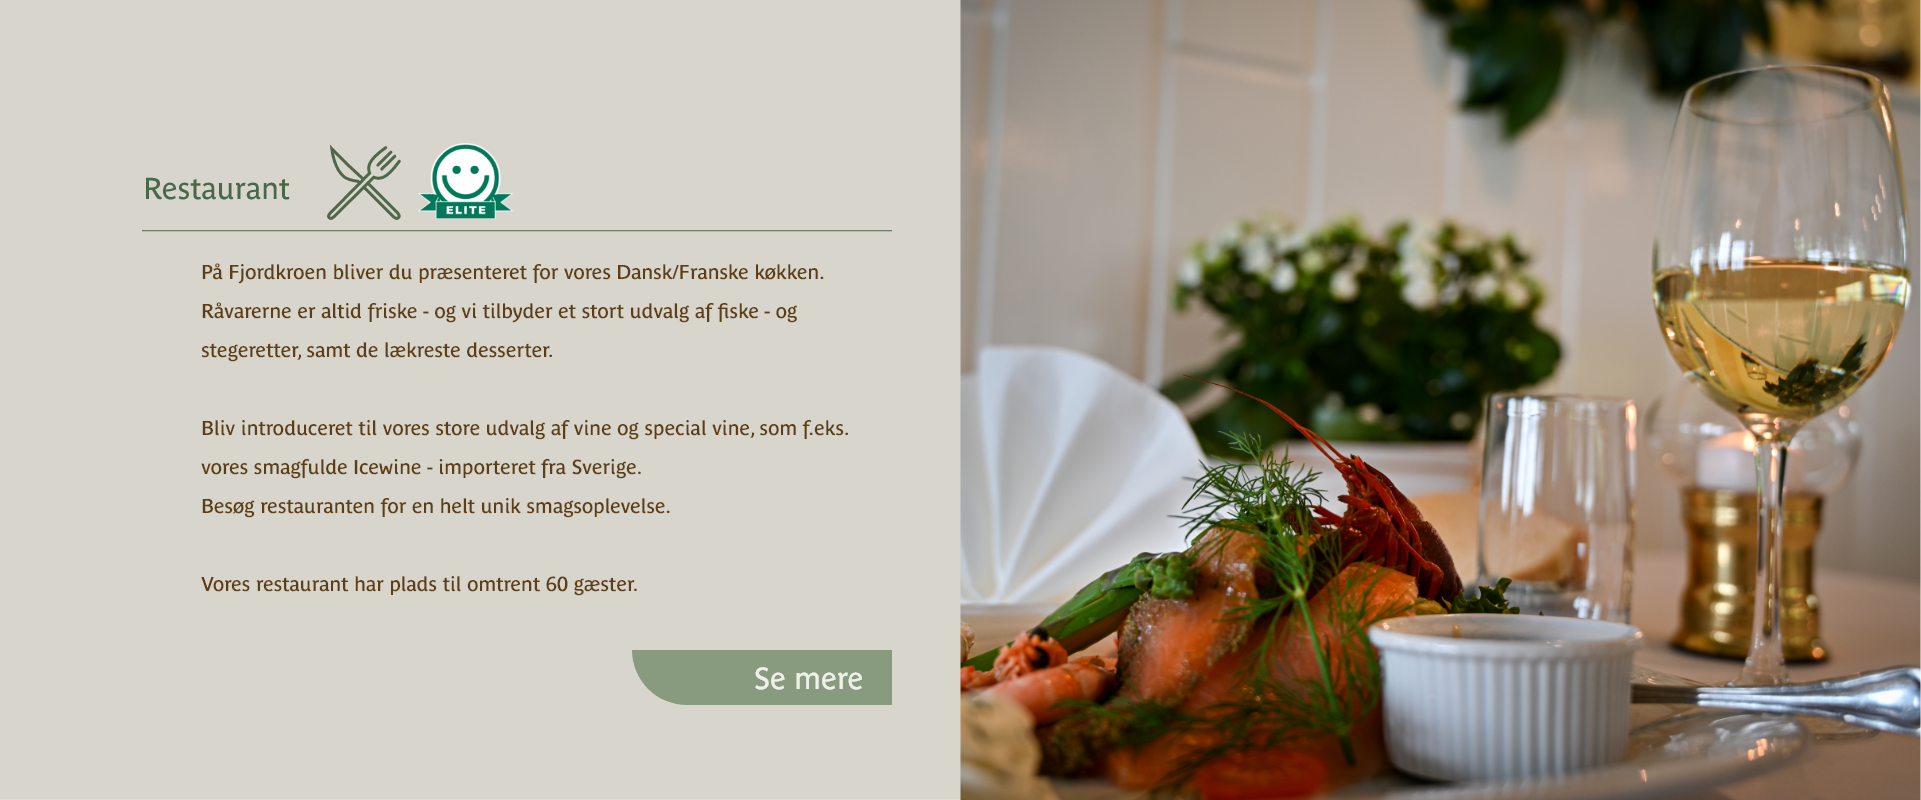 Restaurant
ELITE
På Fjordkroen bliver du præsenteret for vores Dansk/Franske køkken.
Råvarerne er altid friske - og vi tilbyder et stort udvalg af fiske - og
stegeretter, samt de lækreste desserter.
Bliv introduceret til vores store udvalg af vine og special vine, som f.eks.
vores smagfulde Icewine - importeret fra Sverige.
Besøg restauranten for en helt unik smagsoplevelse.
Vores restaurant har plads til omtrent 60 gæster.
Se mere